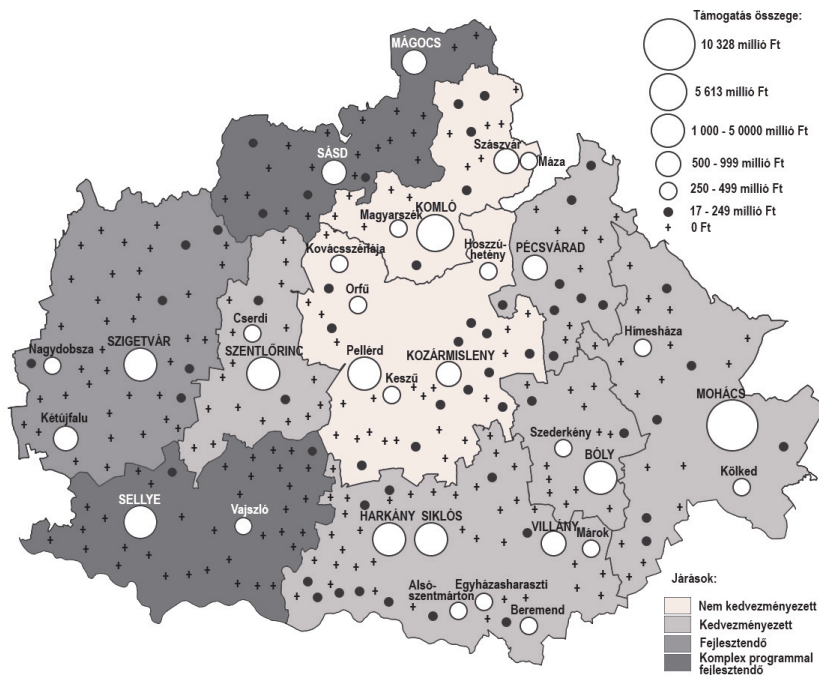 Támogatás összege:
10 328 millió Ft
5 613 millió Ft
1 000 - 5 0000 millió Ft
500 - 999 millió Ft
250 - 499 millió Ft
17 - 249 millió Ft
0 Ft
MÁGOCS
SÁSD
Szászvár
Máza
Magyarszék
KOMLÓ
Kovácsszénája
Hosszú-
hetény
PÉCSVÁRAD
Orfű
Cserdi
Himesháza
Nagydobsza
SZIGETVÁR
SZENTLŐRINC
Pellérd
KOZÁRMISLENY
Keszü
MOHÁCS
Kétújfalu
Szederkény
BÓLY
Kölked
SELLYE
Vajszló
HARKÁNY
SIKLÓS
VILLÁNY
Márok
Alsó-
szentmárton
Egyházasharaszti
Beremend
Járások:
Nem kedvezményezett
Kedvezményezett
Fejlesztendő
Komplex programmal
fejlesztendő